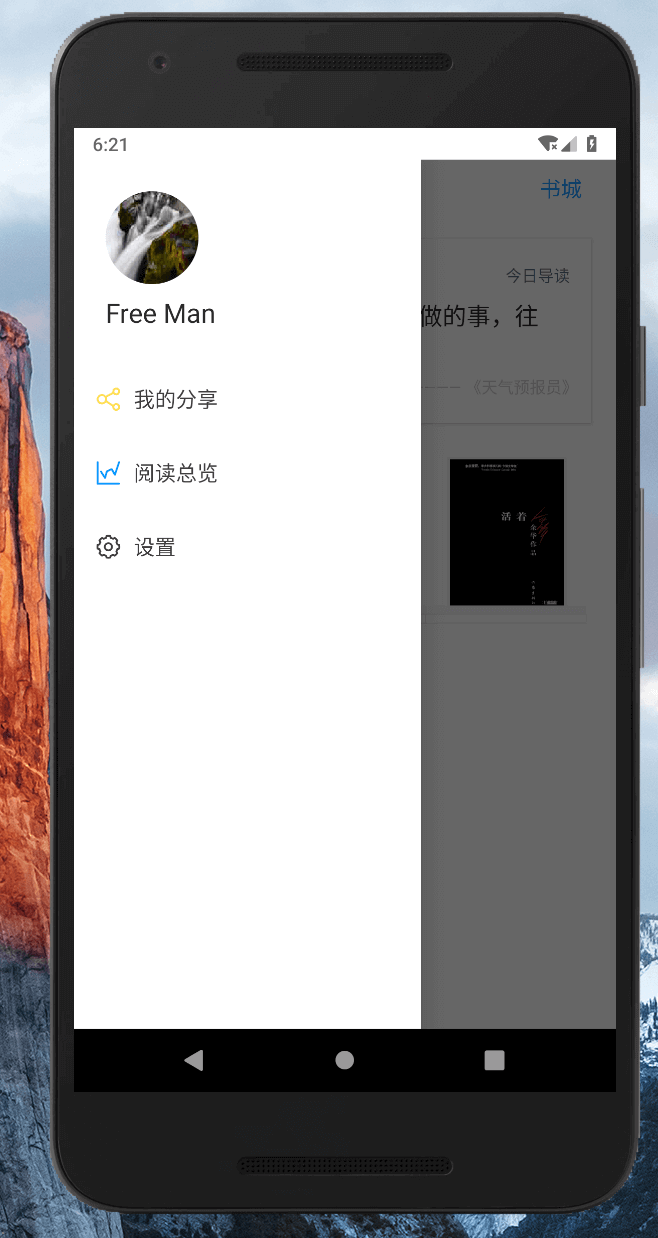 6:21
书城
今日导读
Free Man
做的事，往
———— 《天气预报员》
我的分享
阅读总览
活着
余华作品
设置